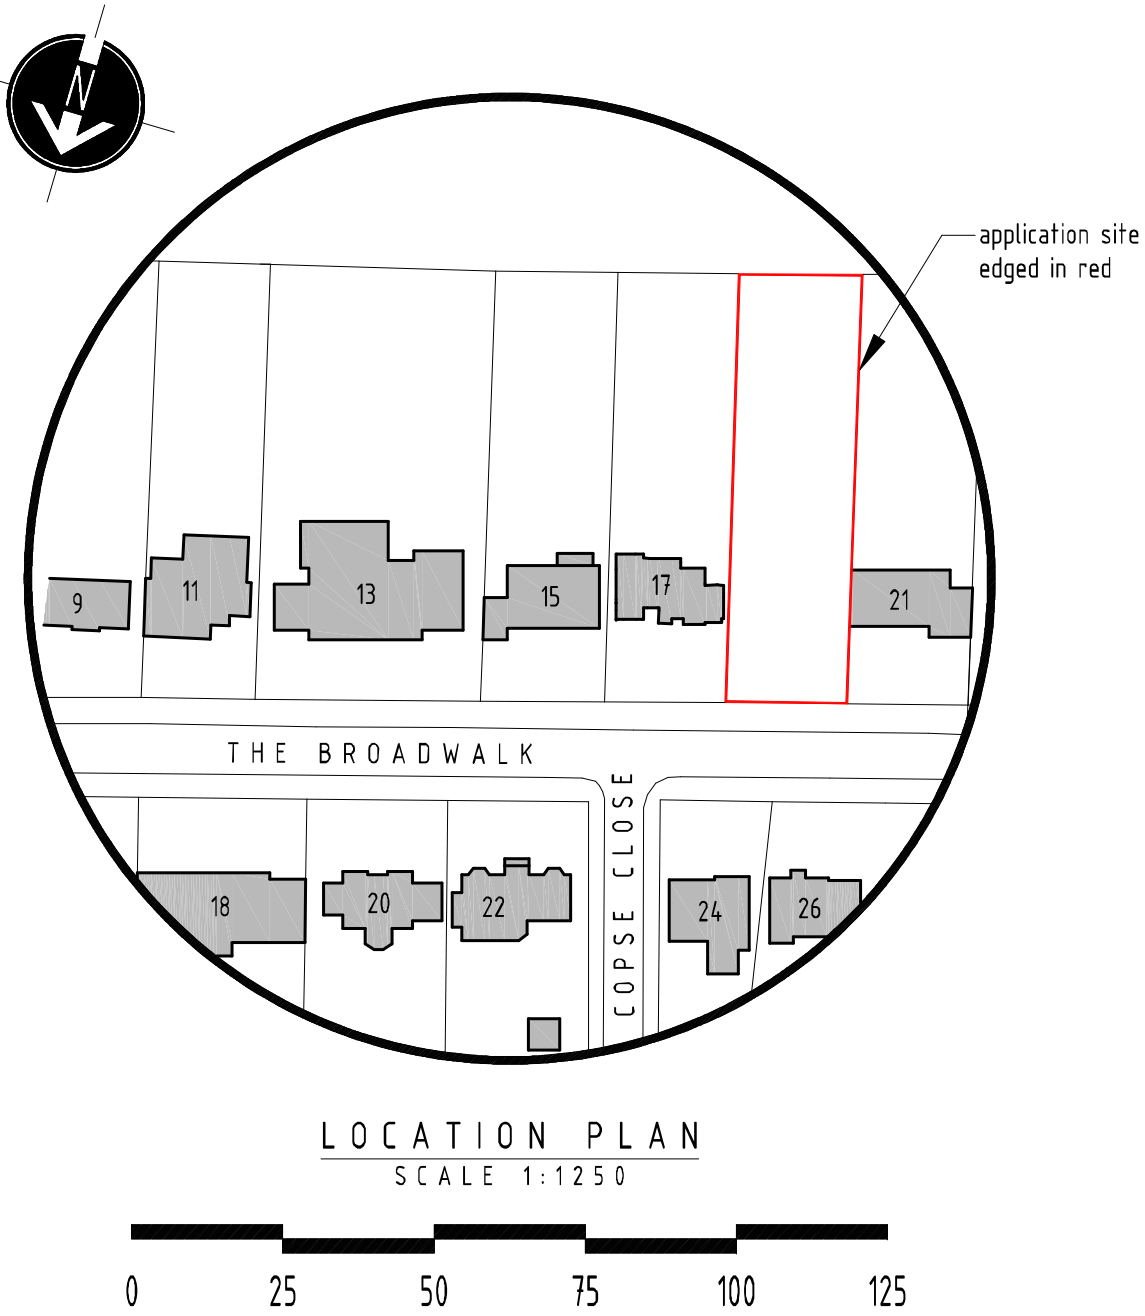 N
application site
edged in red
9
11
13
15
17
21
THE BROADWALK
COPSE CLOSE
18
20
22
24
26
LOCATION PLAN
SCALE 1:1250
0 25 50 75 100 125